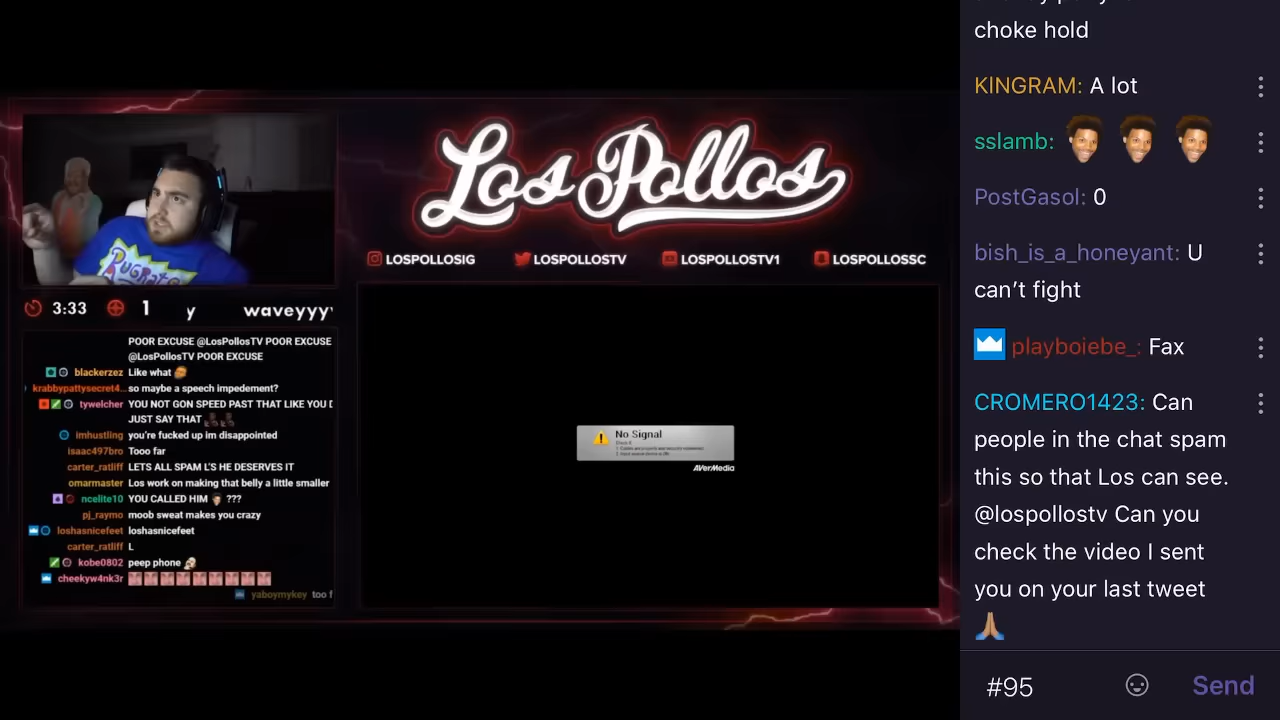 Los Pollos
LOSPOLLOSIG
LOSPOLLOSTV
LOSPOLLOSTV1
LOSPOLLOSSC
RUGRATS
3:33
1
y
waveyyy
POOR EXCUSE @LosPollosTV POOR EXCUSE
@LosPollosTV POOR EXCUSE
blackerzez Like what
krabbypattysecret4... so maybe a speech impedement?
tywelcher YOU NOT GON SPEED PAST THAT LIKE YOU D
JUST SAY THAT
imhustling you're fucked up im disappointed
isaac497bro Tooo far
carter_ratliff LETS ALL SPAM L'S HE DESERVES IT
omarmaster Los work on making that belly a little smaller
ncelite10 YOU CALLED HIM ???
pj_raymo moob sweat makes you crazy
loshasnicefeet loshasnicefeet
carter_ratliff L
kobe0802 peep phone
cheekyw4nk3r
yaboymykey too f
No Signal
AVerMedia
choke hold
KINGRAM: A lot
sslamb:
PostGasol: 0
bish_is_a_honeyant: U
can't fight
playboiebe_: Fax
CROMERO1423: Can
people in the chat spam
this so that Los can see.
@lospollostv Can you
check the video I sent
you on your last tweet
🙏🏽
#95
Send